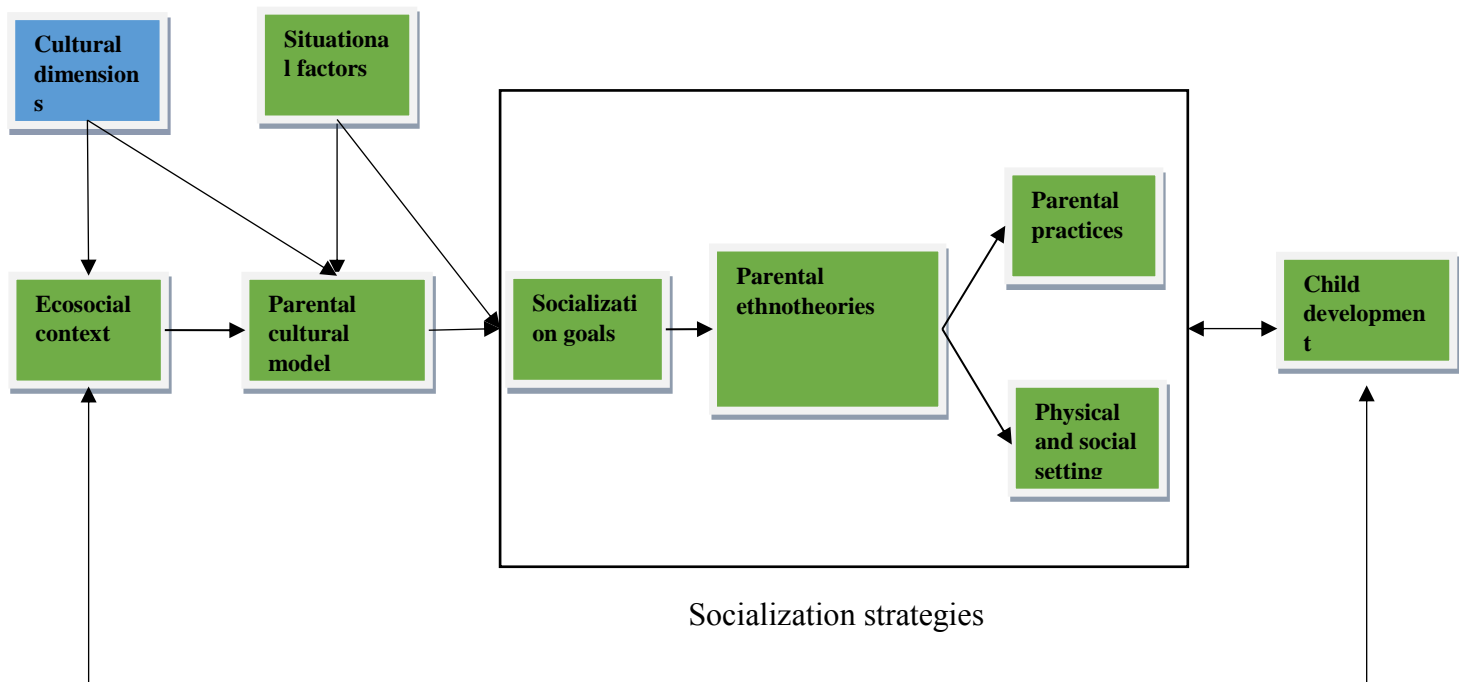 Cultural
dimension
s
Situationa
l factors
Parental
practices
Ecosocial
context
Parental
cultural
model
Socializati
on goals
Parental
ethnotheories
Child
developmen
t
Physical
and social
setting
Socialization strategies